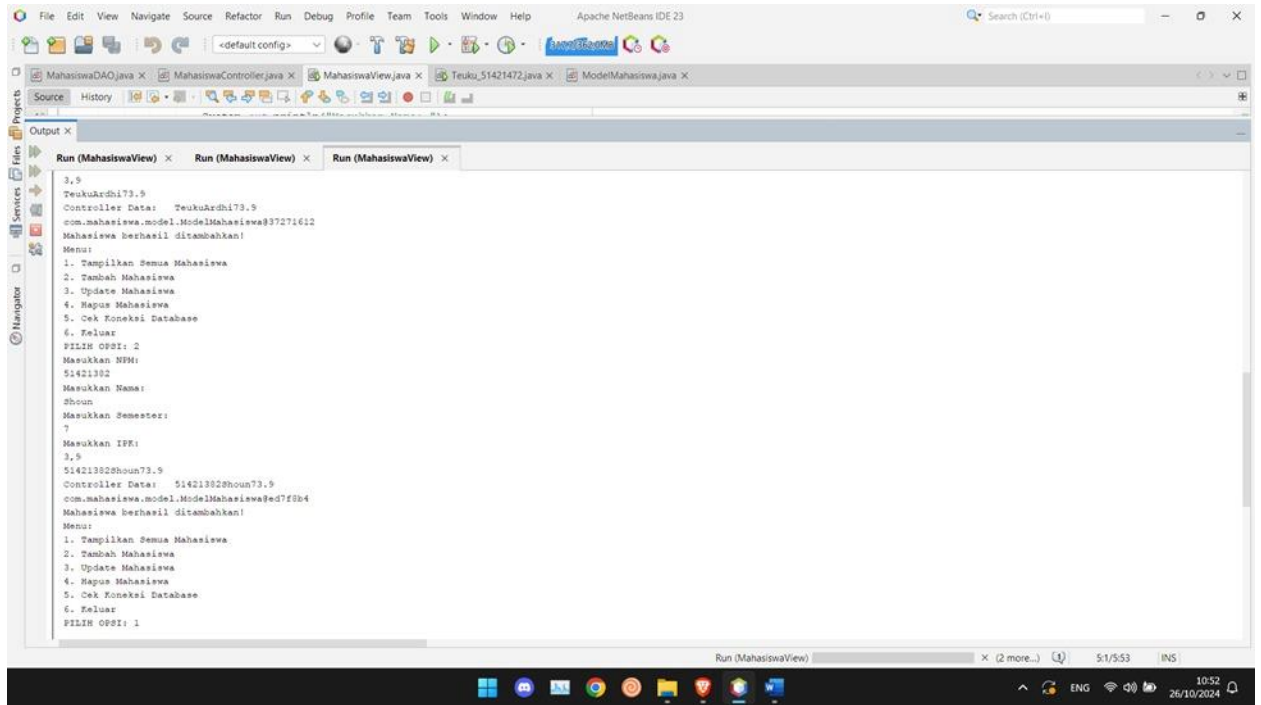 File Edit View Navigate Source Refactor Run Debug Profile Team Tools Window Help Apache NetBeans IDE 23 Search (Ctrl+I)
<default config>
MahasiswaDAO.java × MahasiswaController.java × MahasiswaView.java × Teuku_51421472.java × ModelMahasiswa.java ×
Source History
Output ×
Run (MahasiswaView) × Run (MahasiswaView) × Run (MahasiswaView) ×
Projects
Files
Services
Navigator
3,9
TeukuArdhi73.9
Controller Data: TeukuArdhi73.9
com.mahasiswa.model.ModelMahasiswa@37271612
Mahasiswa berhasil ditambahkan!
Menu:
1. Tampilkan Semua Mahasiswa
2. Tambah Mahasiswa
3. Update Mahasiswa
4. Hapus Mahasiswa
5. Cek Koneksi Database
6. Keluar
PILIH OPSI: 2
Masukkan NPM:
51421382
Masukkan Nama:
Shoun
Masukkan Semester:
7
Masukkan IPK:
3,9
51421382Shoun73.9
Controller Data: 51421382Shoun73.9
com.mahasiswa.model.ModelMahasiswa@ed7f8b4
Mahasiswa berhasil ditambahkan!
Menu:
1. Tampilkan Semua Mahasiswa
2. Tambah Mahasiswa
3. Update Mahasiswa
4. Hapus Mahasiswa
5. Cek Koneksi Database
6. Keluar
PILIH OPSI: 1
Run (MahasiswaView) × (2 more...) 5:1/5:53 INS
ENG 10:52
26/10/2024